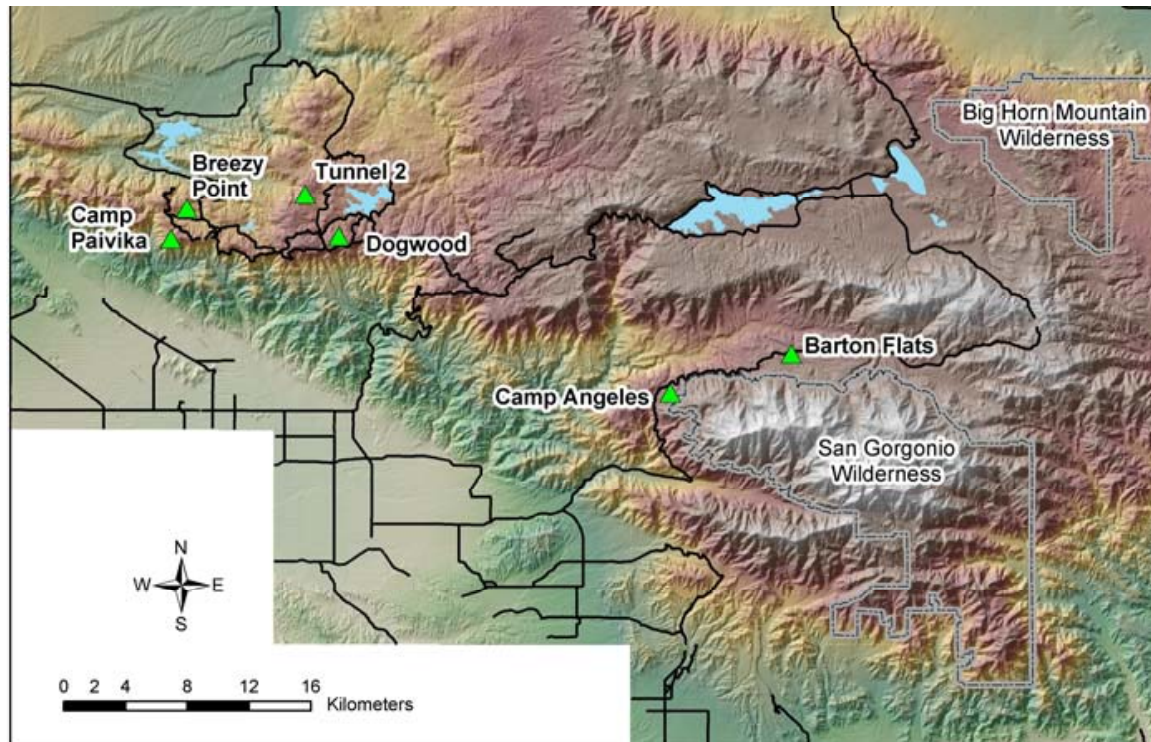 Big Horn Mountain
Wilderness
Breezy
Point
Tunnel 2
Camp
Paivika
Dogwood
Barton Flats
Camp Angeles
San Gorgonio
Wilderness
N
W E
S
0 2 4 8 12 16
Kilometers